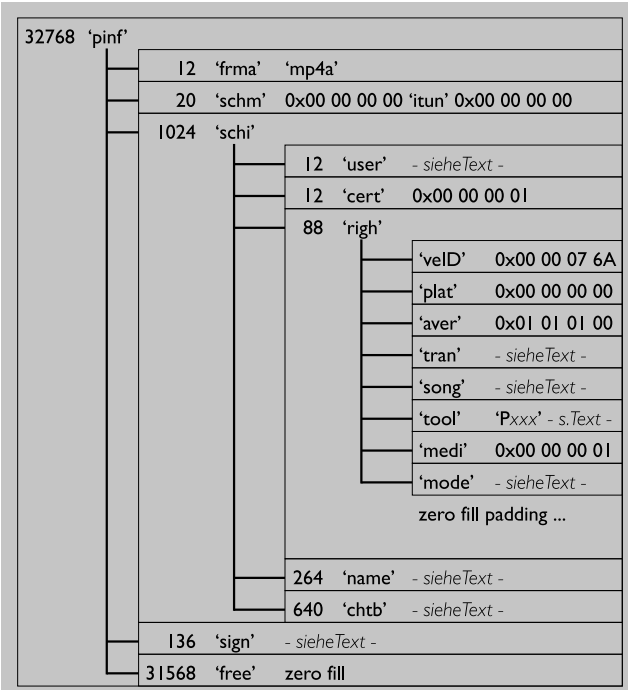 32768 ‘pinf’
12 ‘frma’ ‘mp4a’
20 ‘schm’ 0x00 00 00 00 ‘itun’ 0x00 00 00 00
1024 ‘schi’
12 ‘user’ - sieheText -
12 ‘cert’ 0x00 00 00 01
88 ‘righ’
‘veID’ 0x00 00 07 6A
‘plat’ 0x00 00 00 00
‘aver’ 0x01 01 01 00
‘tran’ - sieheText -
‘song’ - sieheText -
‘tool’ ‘Pxxx’ - s.Text -
‘medi’ 0x00 00 00 01
‘mode’ - sieheText -
zero fill padding ...
264 ‘name’ - sieheText -
640 ‘chtb’ - sieheText -
136 ‘sign’ - sieheText -
31568 ‘free’ zero fill